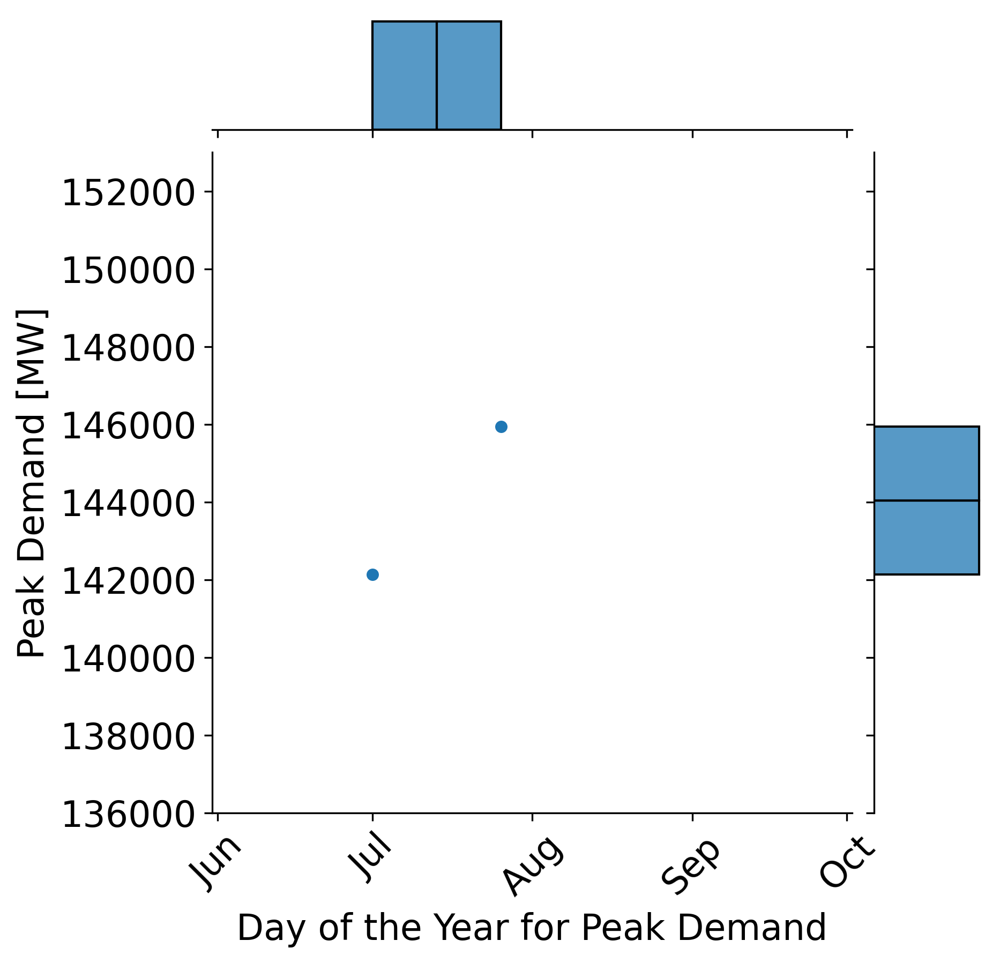 152000
150000
148000
146000
144000
142000
140000
138000
136000
Peak Demand [MW]
Jun
Jul
Aug
Sep
Oct
Day of the Year for Peak Demand